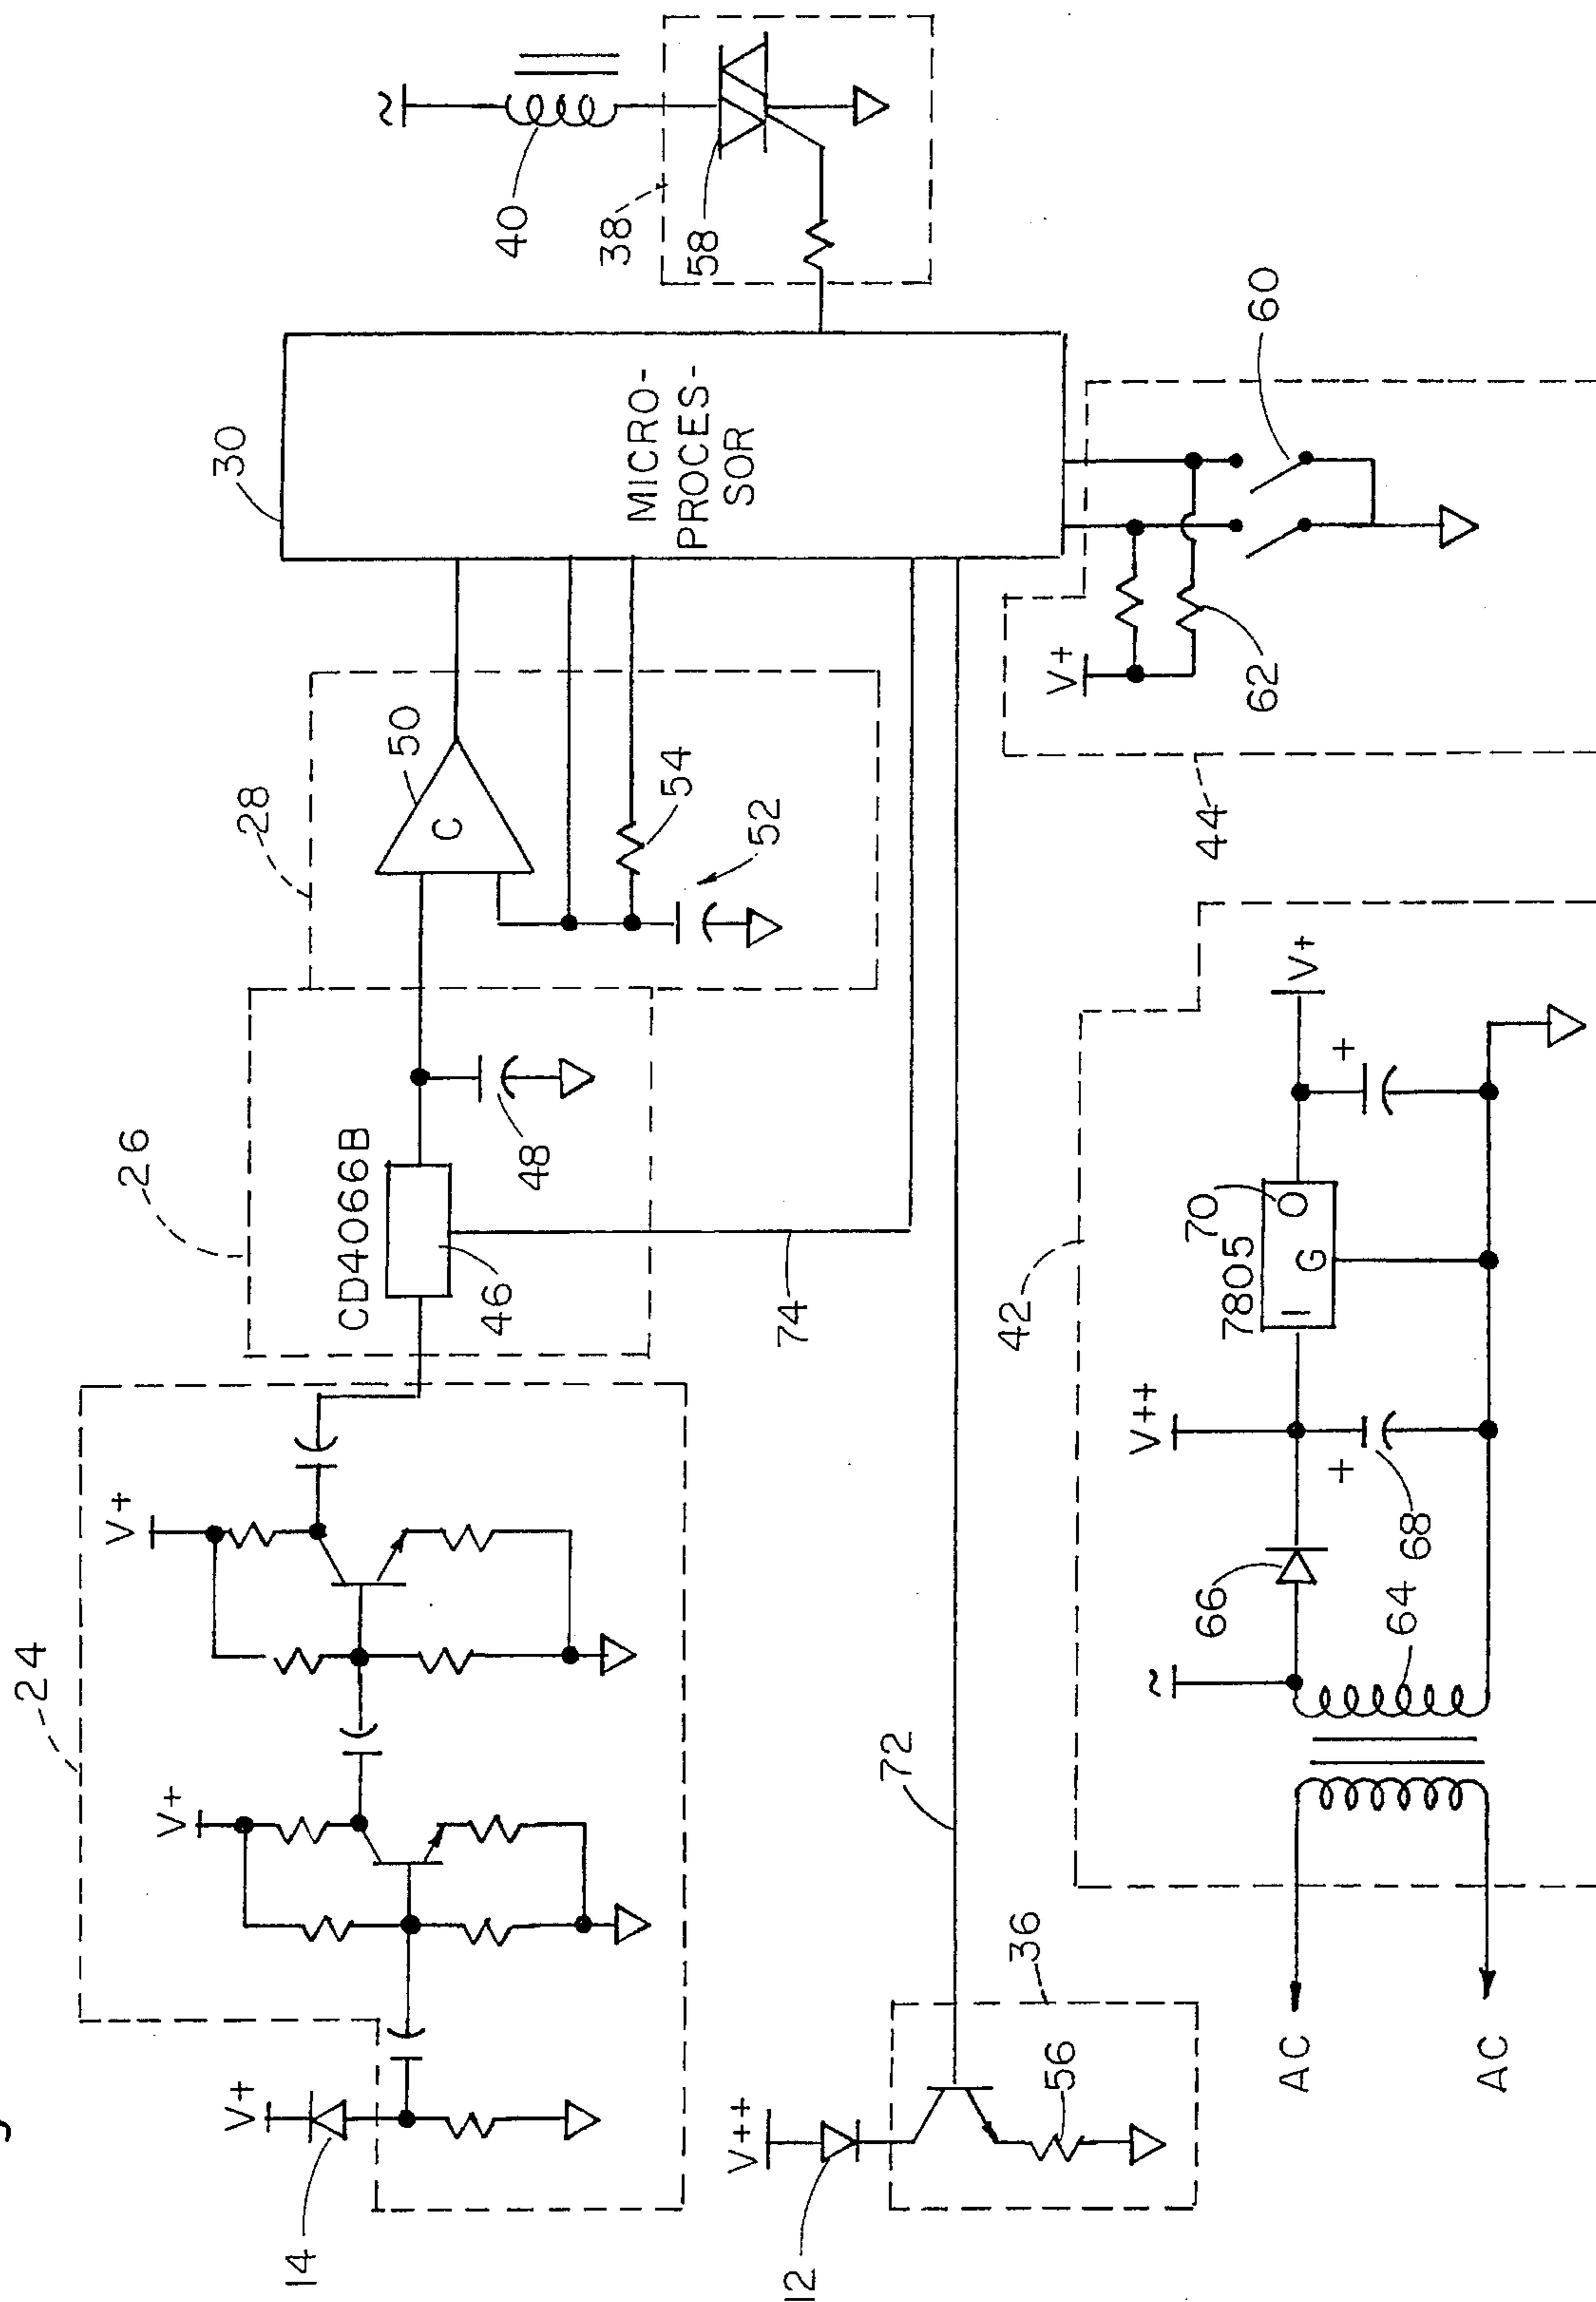 24
V+
V+
V+
14
26
CD4066B
46
48
74
28
50
C
54
52
30
MICRO-
PROCES-
SOR
40
38
58
~
V++
12
36
56
72
44
V+
62
60
42
AC
AC
~
64
66
68
V++
7805
70
I
G
O
+
+
V+